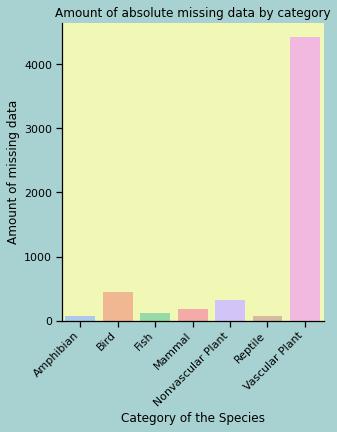 Amount of absolute missing data by category
Amount of missing data
4000
3000
2000
1000
0
Amphibian
Bird
Fish
Mammal
Nonvascular Plant
Reptile
Vascular Plant
Category of the Species